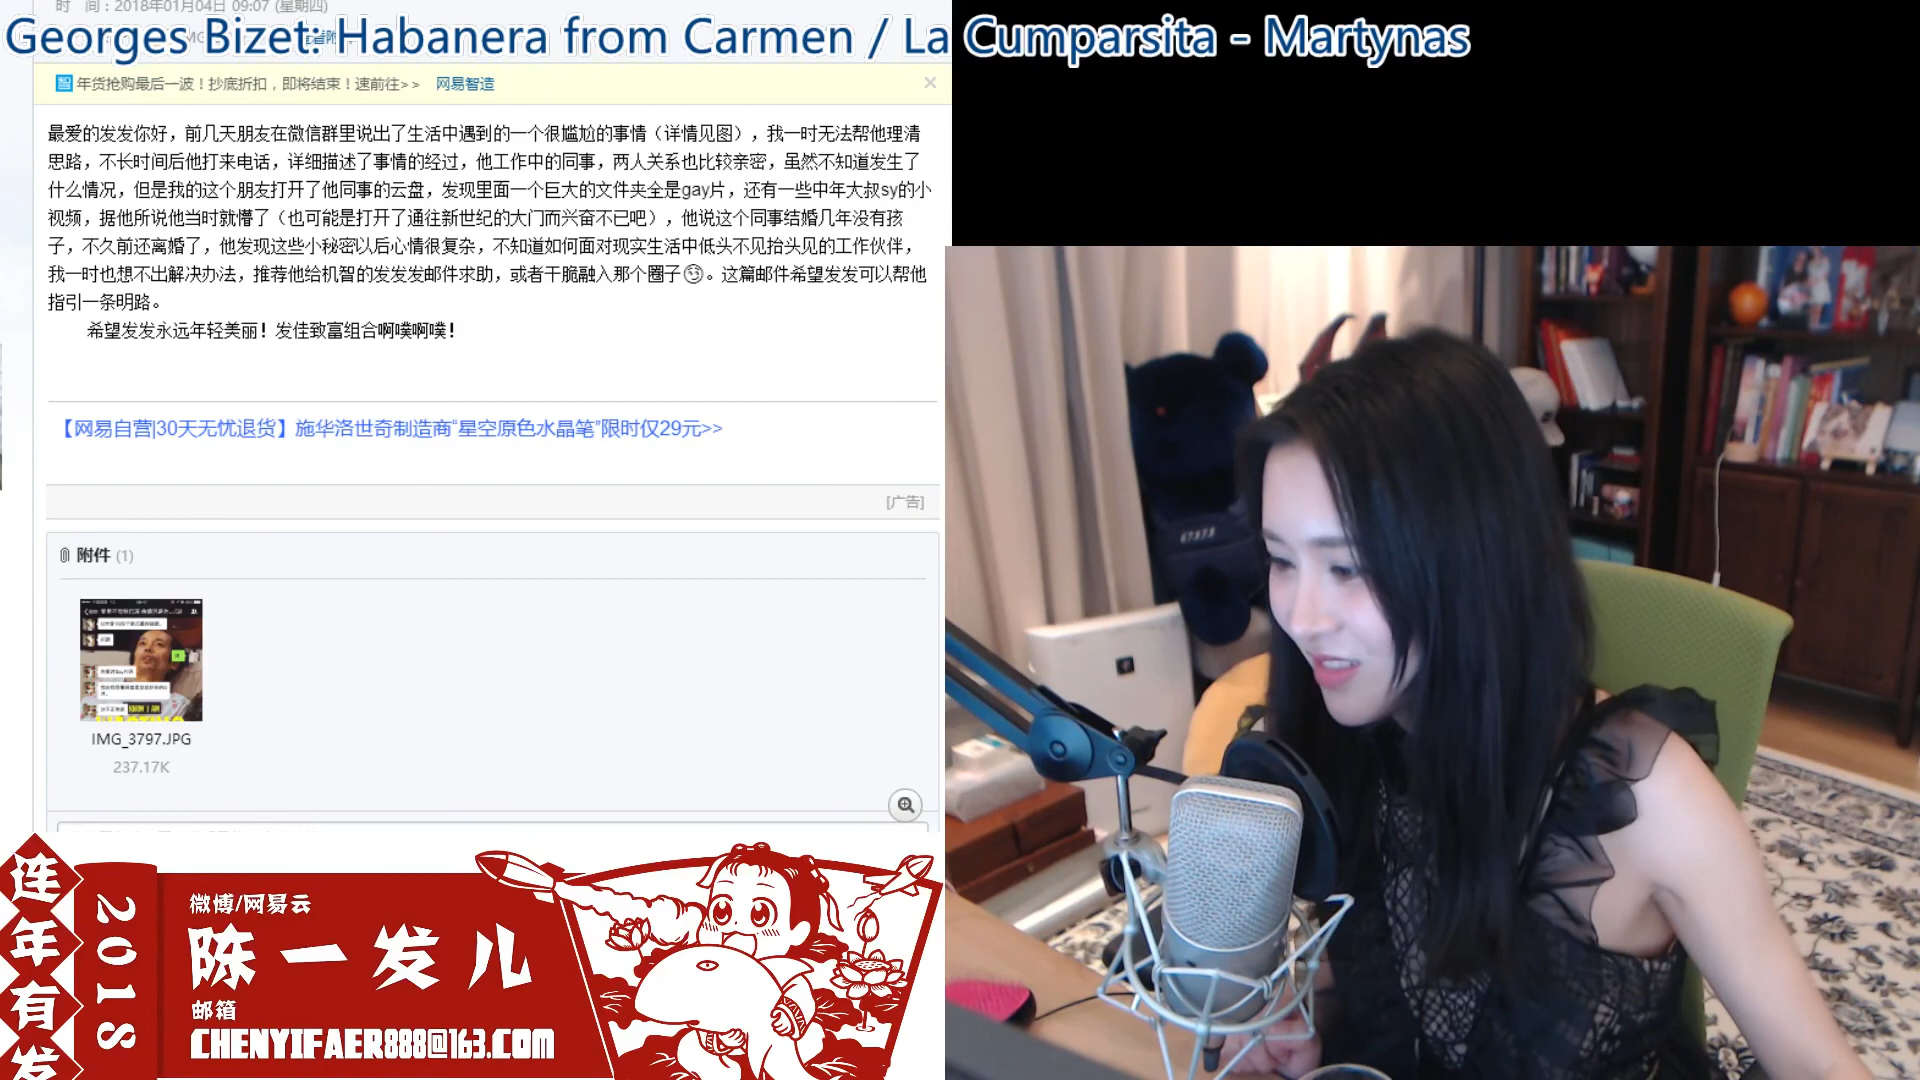 时 间：2018年01月04日 09:07 (星期四)
Georges Bizet: Habanera from Carmen / La Cumparsita - Martynas
年货抢购最后一波！抄底折扣，即将结束！速前往>> 网易智造
最爱的发发你好，前几天朋友在微信群里说出了生活中遇到的一个很尴尬的事情（详情见图），我一时无法帮他理清
思路，不长时间后他打来电话，详细描述了事情的经过，他工作中的同事，两人关系也比较亲密，虽然不知道发生了
什么情况，但是我的这个朋友打开了他同事的云盘，发现里面一个巨大的文件夹全是gay片，还有一些中年大叔sy的小
视频，据他所说他当时就懵了（也可能是打开了通往新世纪的大门而兴奋不已吧），他说这个同事结婚几年没有孩
子，不久前还离婚了，他发现这些小秘密以后心情很复杂，不知道如何面对现实生活中低头不见抬头见的工作伙伴，
我一时也想不出解决办法，推荐他给机智的发发发邮件求助，或者干脆融入那个圈子😏。这篇邮件希望发发可以帮他
指引一条明路。
希望发发永远年轻美丽！发佳致富组合啊噗啊噗！
【网易自营|30天无忧退货】施华洛世奇制造商“星空原色水晶笔”限时仅29元>>
[广告]
附件 (1)
IMG_3797.JPG
237.17K
连年有发
2018
微博/网易云
陈一发儿
邮箱
CHENYIFAER888@163.COM